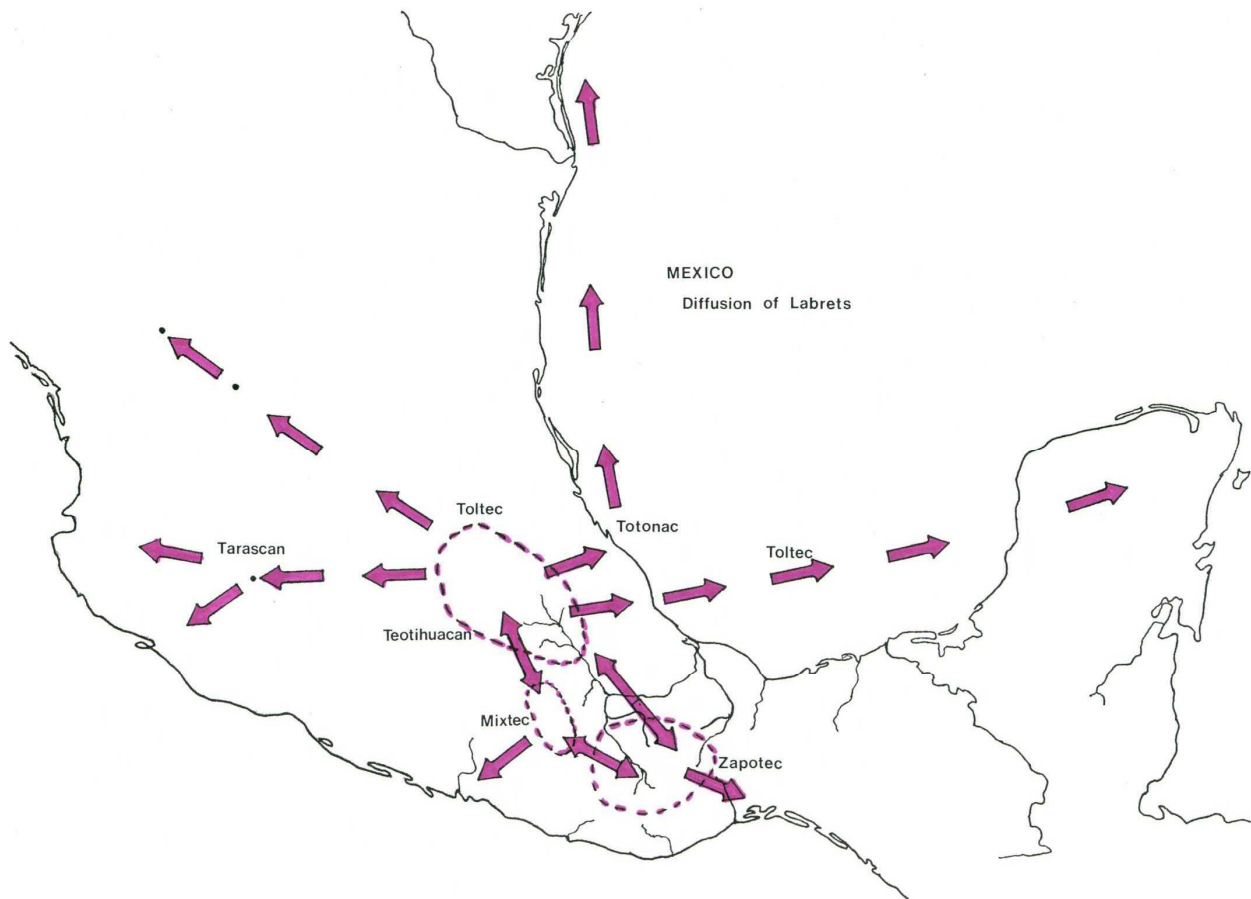 MEXICO
Diffusion of Labrets
Toltec
Totonac
Toltec
Tarascan
Teotihuacan
Mixtec
Zapotec